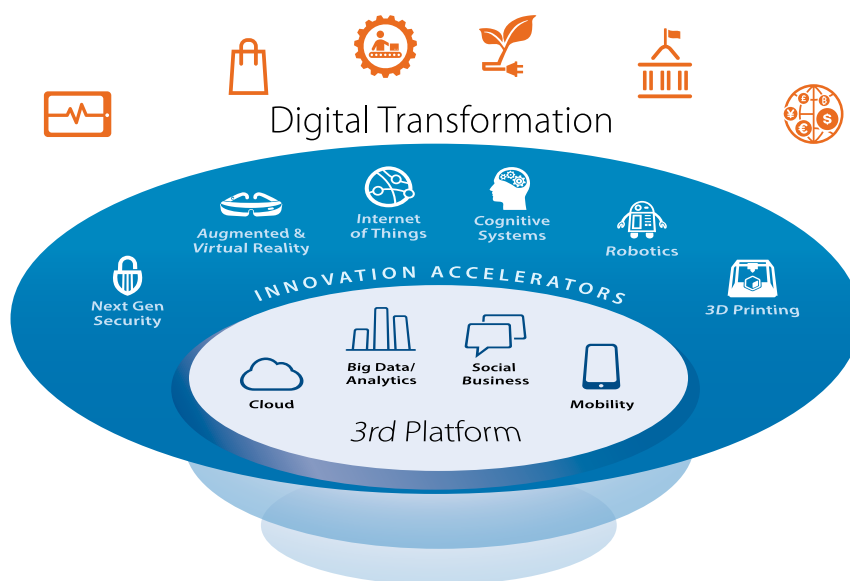 Digital Transformation
Augmented &
Virtual Reality
Internet
of Things
Cognitive
Systems
Robotics
Next Gen
Security
3D Printing
INNOVATION ACCELERATORS
Cloud
Big Data/
Analytics
Social
Business
Mobility
3rd Platform
¥
£
€
$